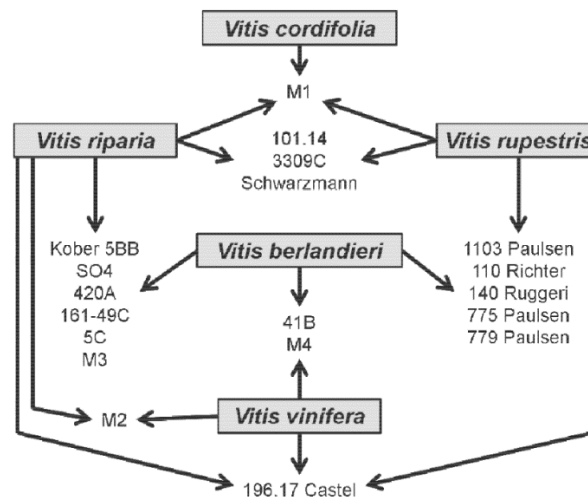 Vitis cordifolia
M1
Vitis riparia
101.14
3309C
Schwarzmann
Vitis rupestris
Kober 5BB
SO4
420A
161-49C
5C
M3
Vitis berlandieri
41B
M4
1103 Paulsen
110 Richter
140 Ruggeri
775 Paulsen
779 Paulsen
M2
Vitis vinifera
196.17 Castel